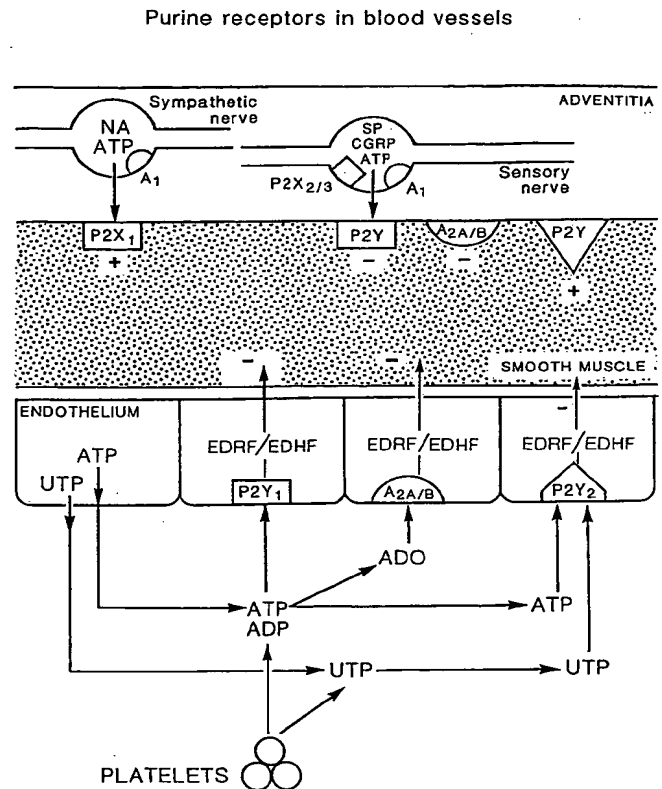 Purine receptors in blood vessels
Sympathetic nerve
ADVENTITIA
NA
ATP
A1
SP
CGRP
ATP
P2X2/3
A1
Sensory nerve
P2X1
P2Y
A2A/B
P2Y
+
−
−
+
−
−
SMOOTH MUSCLE
−
ENDOTHELIUM
EDRF/EDHF
EDRF/EDHF
EDRF/EDHF
ATP
UTP
P2Y1
A2A/B
P2Y2
ADO
ATP
ADP
ATP
UTP
UTP
PLATELETS